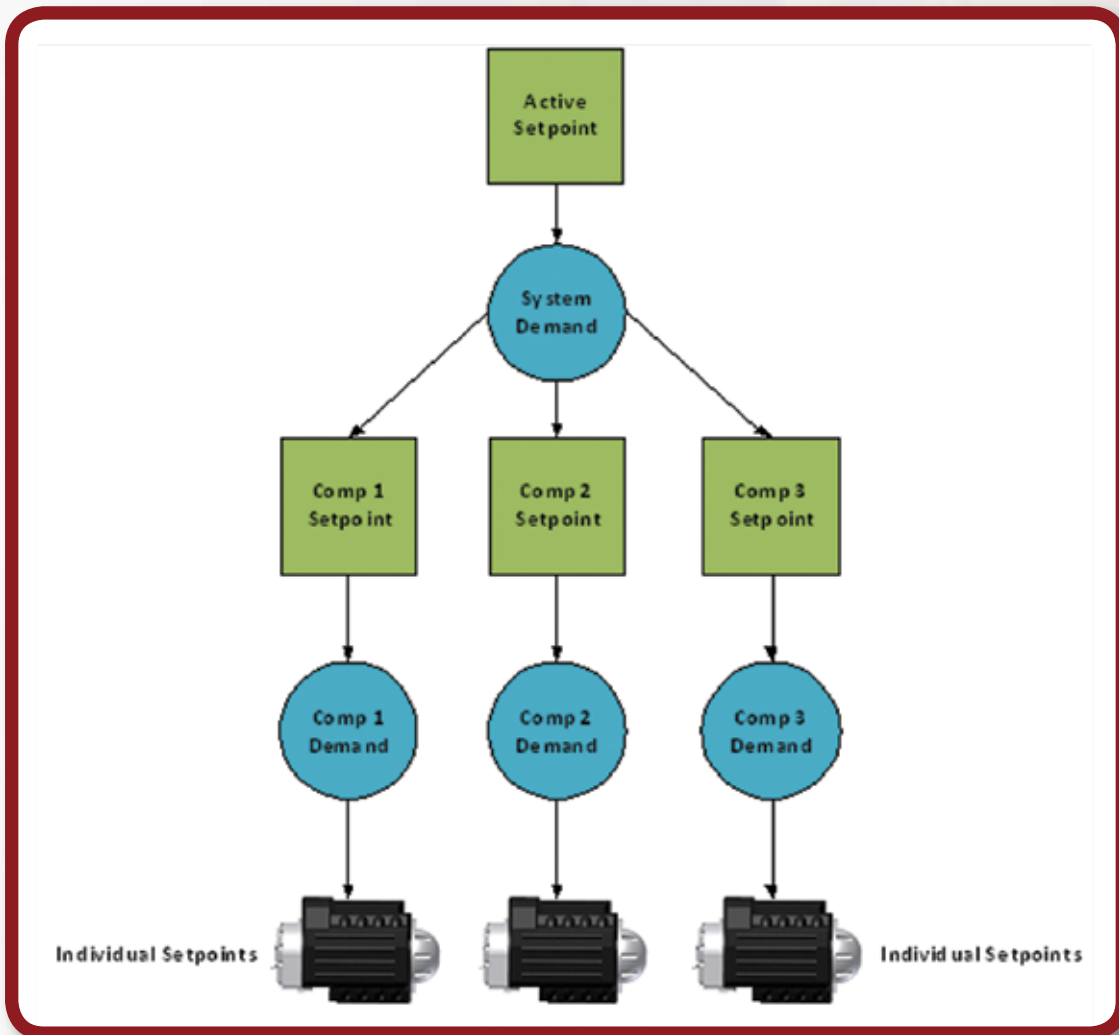 Active
Setpoint
System
Demand
Comp 1
Setpoint
Comp 2
Setpoint
Comp 3
Setpoint
Comp 1
Demand
Comp 2
Demand
Comp 3
Demand
Individual Setpoints
Individual Setpoints